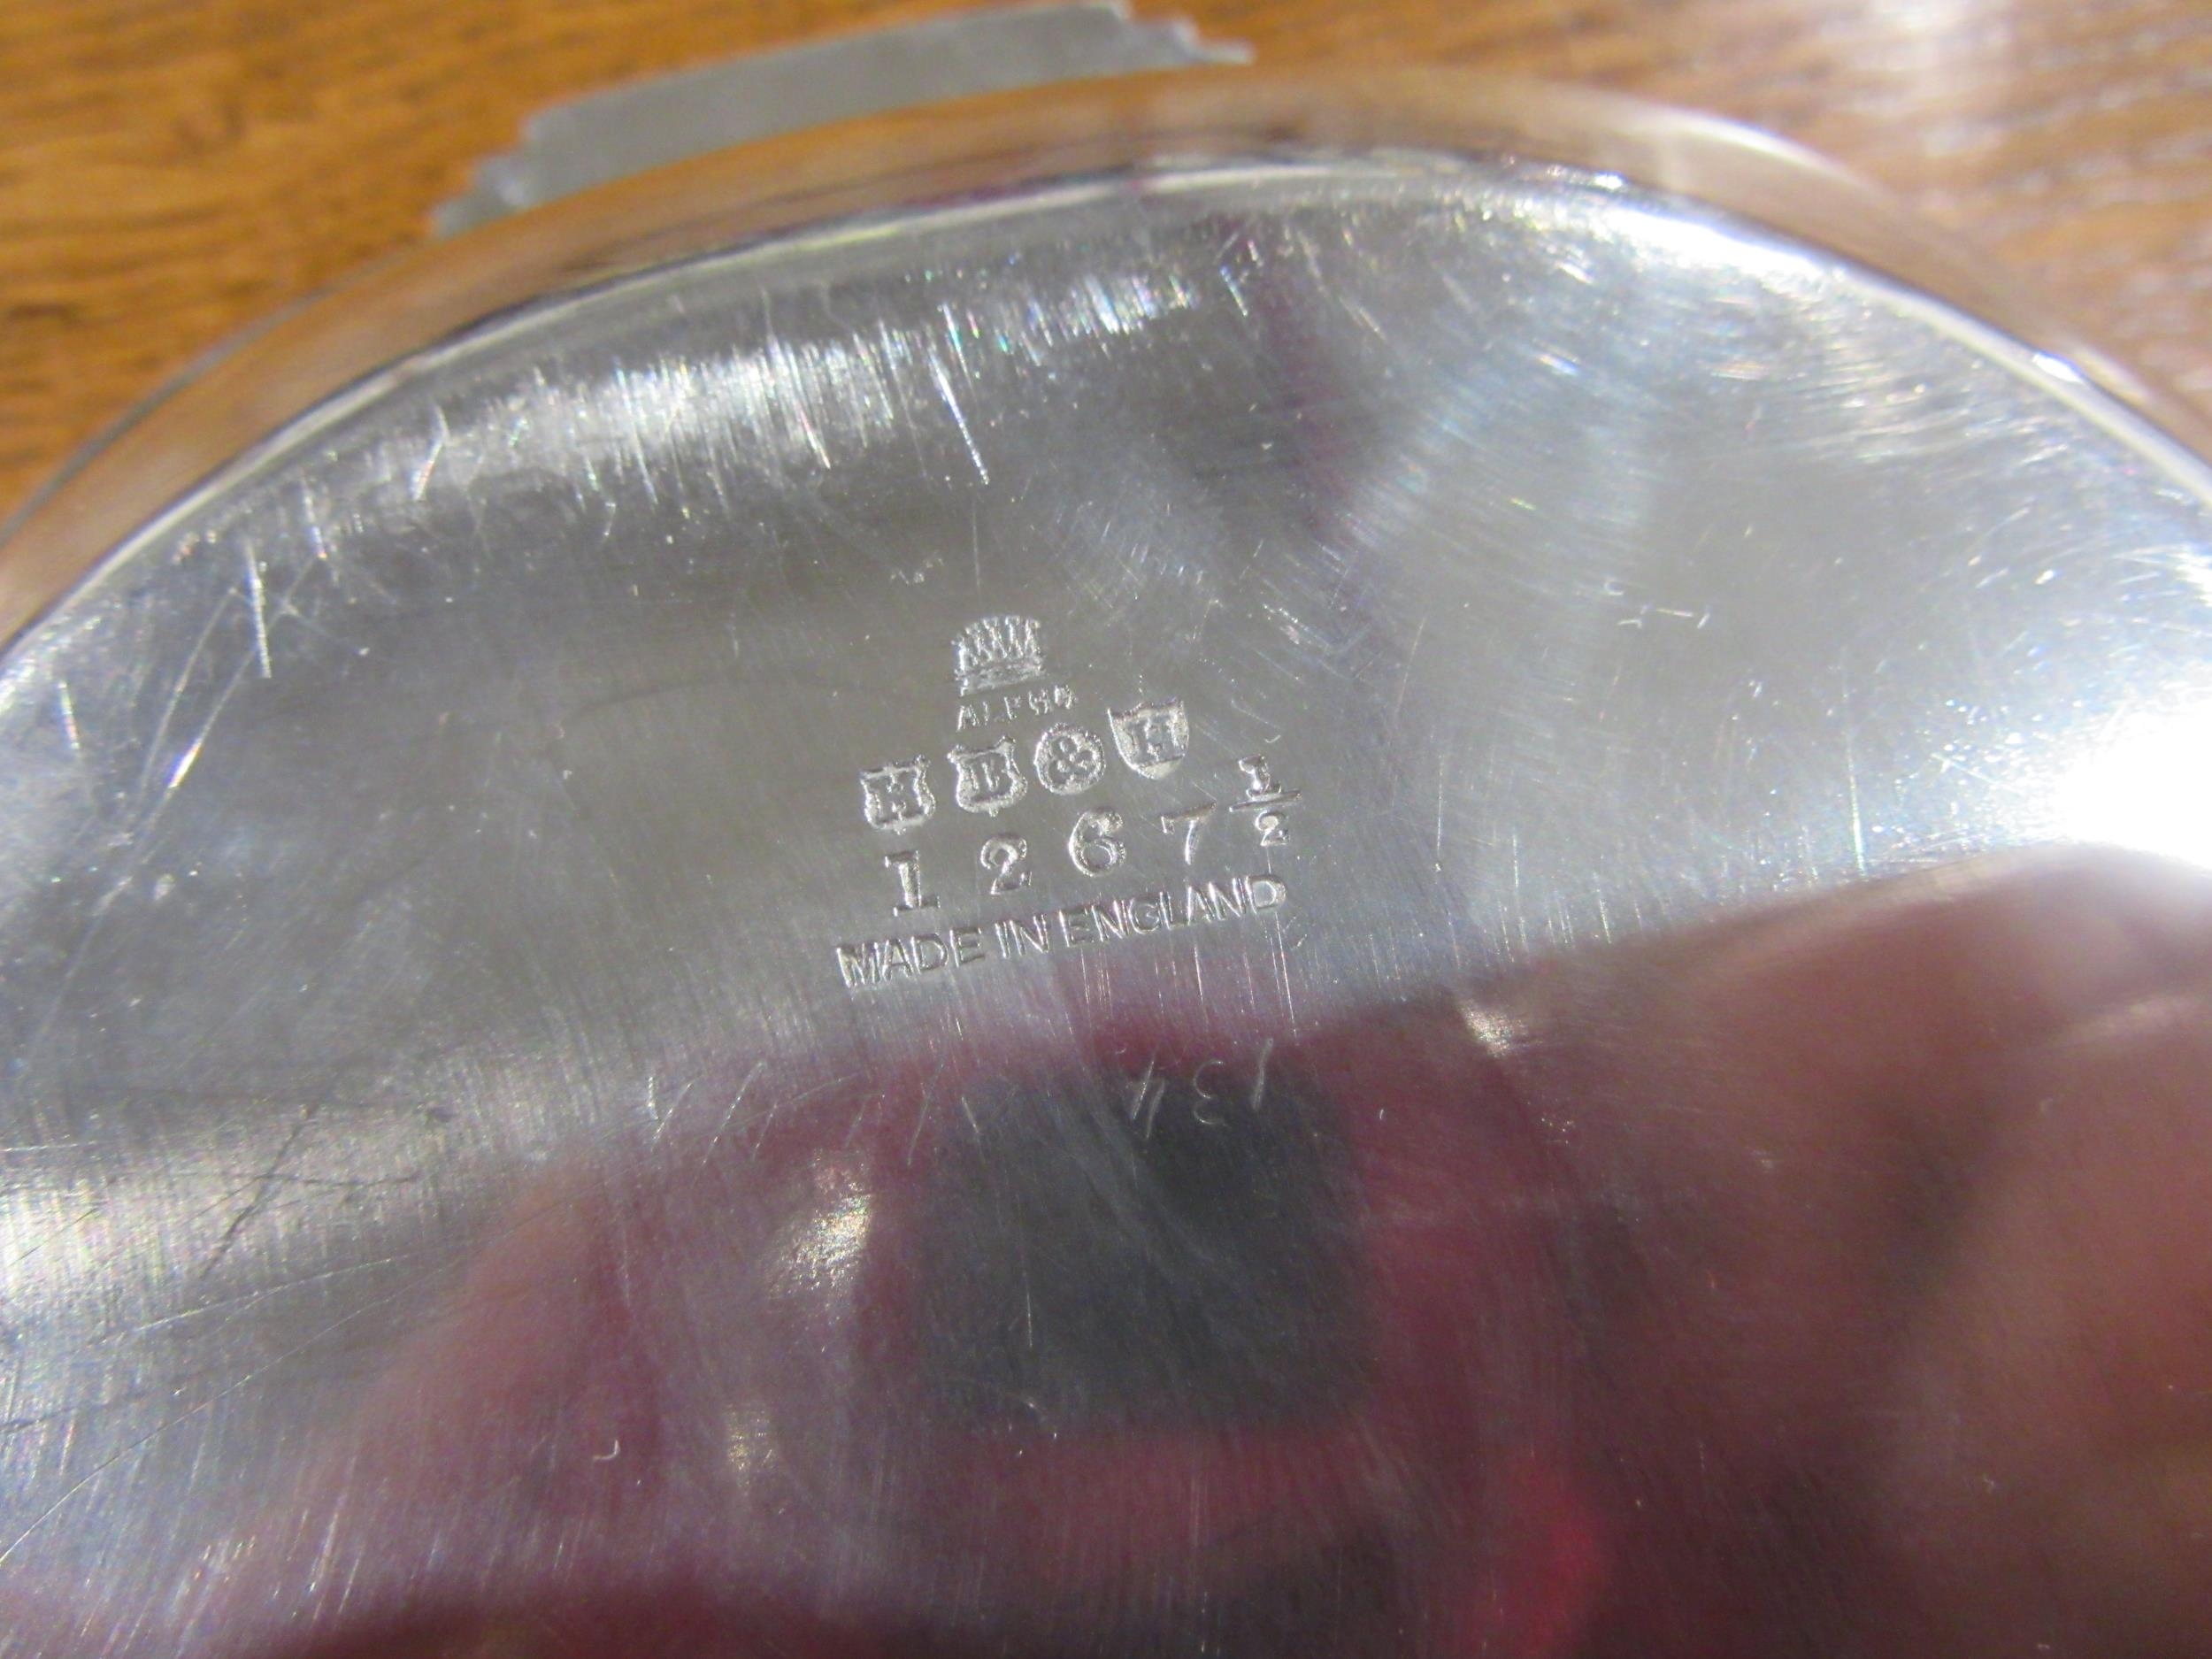 ALPHA
H E & H
1 2 6 7 1/2
MADE IN ENGLAND
134